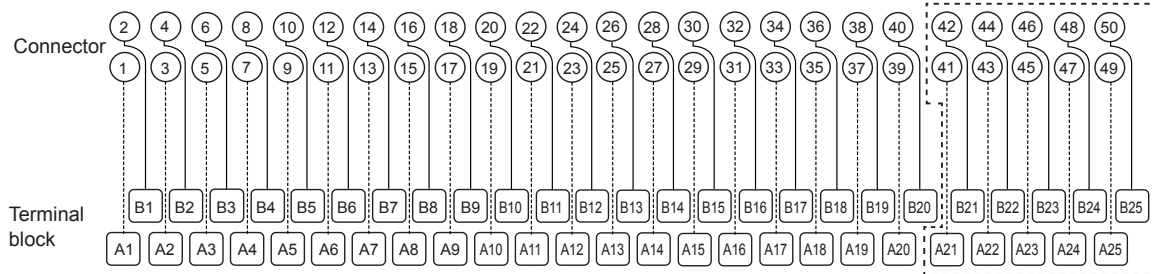 2 4 6 8 10 12 14 16 18 20 22 24 26 28 30 32 34 36 38 40 42 44 46 48 50
Connector
1 3 5 7 9 11 13 15 17 19 21 23 25 27 29 31 33 35 37 39 41 43 45 47 49
B1 B2 B3 B4 B5 B6 B7 B8 B9 B10 B11 B12 B13 B14 B15 B16 B17 B18 B19 B20 B21 B22 B23 B24 B25
Terminal
block
A1 A2 A3 A4 A5 A6 A7 A8 A9 A10 A11 A12 A13 A14 A15 A16 A17 A18 A19 A20 A21 A22 A23 A24 A25